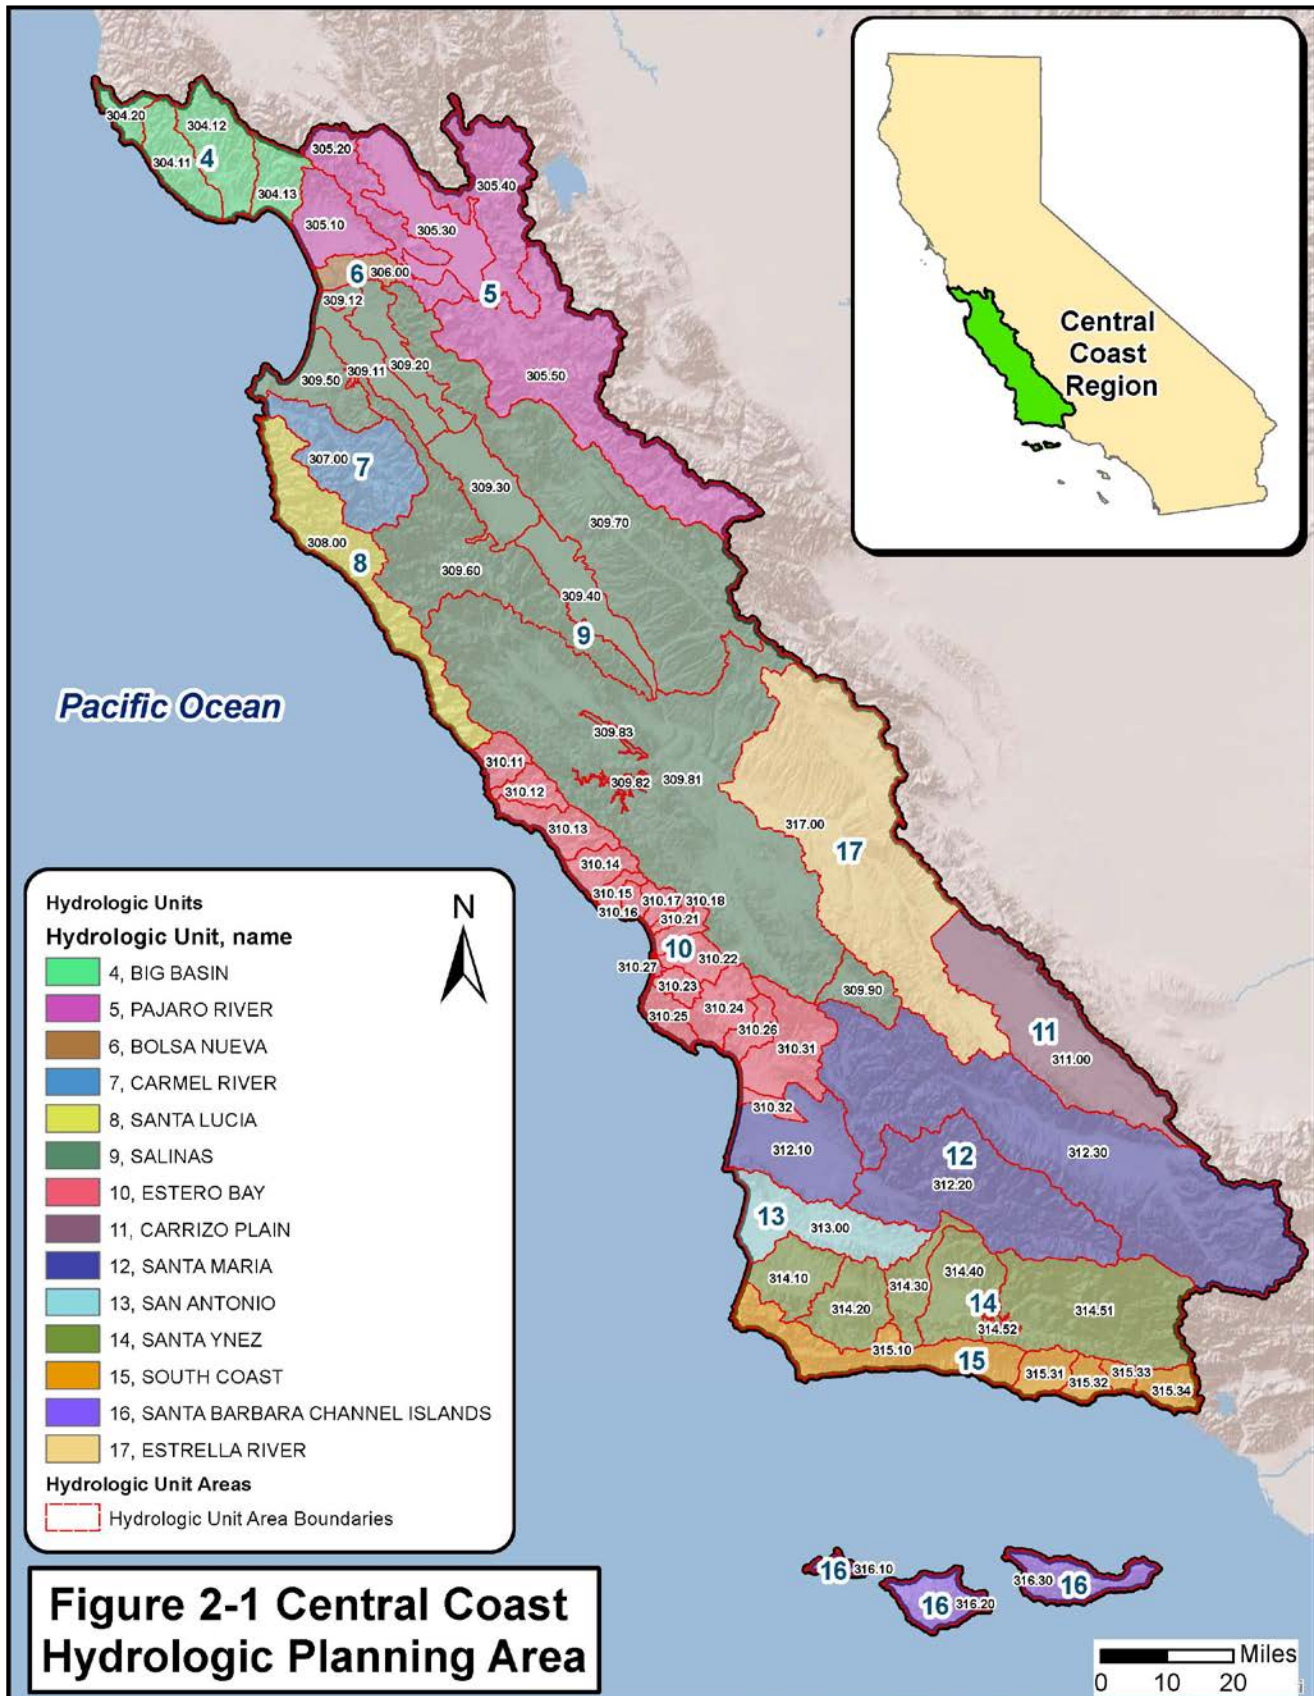 304.20
304.12
304.11
4
304.13
305.20
305.40
305.10
305.30
6
306.00
5
309.12
309.11
309.20
309.50
305.50
307.00
7
309.30
309.70
308.00
8
309.60
309.40
9
Pacific Ocean
309.83
310.11
309.82
309.81
310.12
310.13
317.00
17
310.14
310.15
310.17
310.18
310.16
310.21
10
310.22
310.27
310.23
309.90
310.24
310.25
310.26
310.31
11
311.00
310.32
312.10
12
312.30
312.20
13
313.00
314.10
314.30
314.40
314.20
14
314.51
314.52
315.10
15
315.31
315.32
315.33
315.34
16
316.10
16
316.20
316.30
16
Central
Coast
Region
Hydrologic Units
N
Hydrologic Unit, name
4, BIG BASIN
5, PAJARO RIVER
6, BOLSA NUEVA
7, CARMEL RIVER
8, SANTA LUCIA
9, SALINAS
10, ESTERO BAY
11, CARRIZO PLAIN
12, SANTA MARIA
13, SAN ANTONIO
14, SANTA YNEZ
15, SOUTH COAST
16, SANTA BARBARA CHANNEL ISLANDS
17, ESTRELLA RIVER
Hydrologic Unit Areas
Hydrologic Unit Area Boundaries
Figure 2-1 Central Coast
Hydrologic Planning Area
Miles
0 10 20